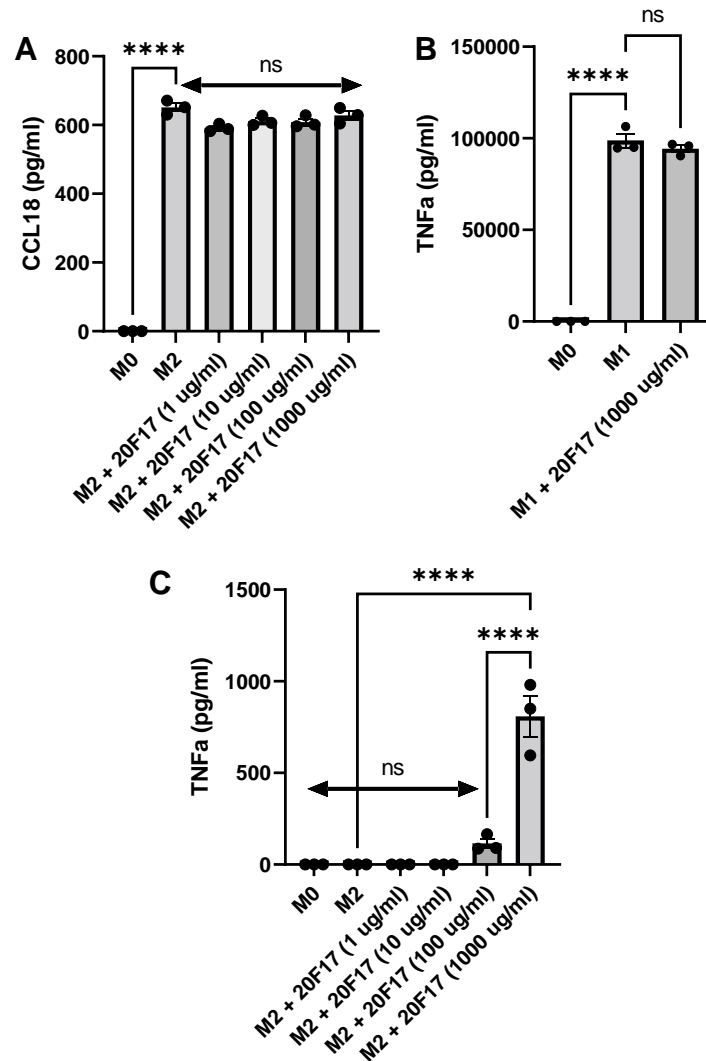 A
CCL18 (pg/ml)
800
600
400
200
0
****
ns
M0
M2
M2 + 20F17 (1 ug/ml)
M2 + 20F17 (10 ug/ml)
M2 + 20F17 (100 ug/ml)
M2 + 20F17 (1000 ug/ml)
B
TNFa (pg/ml)
150000
100000
50000
0
ns
****
M0
M1
M1 + 20F17 (1000 ug/ml)
C
TNFa (pg/ml)
1500
1000
500
0
****
****
ns
M0
M2
M2 + 20F17 (1 ug/ml)
M2 + 20F17 (10 ug/ml)
M2 + 20F17 (100 ug/ml)
M2 + 20F17 (1000 ug/ml)